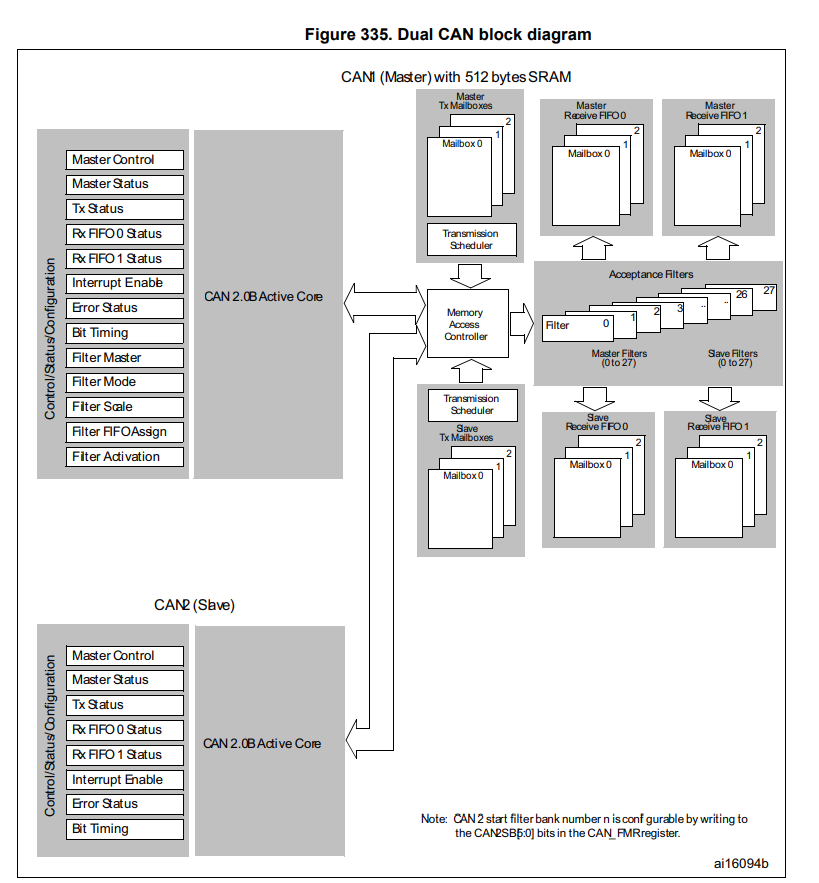 Figure 335. Dual CAN block diagram
CAN1 (Master) with 512 bytes SRAM
Master
Tx Mailboxes
2
1
Mailbox 0
Transmission
Scheduler
Master
Receive FIFO 0
2
1
Mailbox 0
Master
Receive FIFO 1
2
1
Mailbox 0
Control/Status/Configuration
Master Control
Master Status
Tx Status
Rx FIFO 0 Status
Rx FIFO 1 Status
Interrupt Enable
Error Status
Bit Timing
Filter Master
Filter Mode
Filter Scale
Filter FIFO Assign
Filter Activation
CAN 2.0B Active Core
Memory
Access
Controller
Acceptance Filters
Filter 0
1
2
3
..
..
26
27
Master Filters
(0 to 27)
Slave Filters
(0 to 27)
Transmission
Scheduler
Slave
Tx Mailboxes
2
1
Mailbox 0
Slave
Receive FIFO 0
2
1
Mailbox 0
Slave
Receive FIFO 1
2
1
Mailbox 0
CAN2 (Slave)
Control/Status/Configuration
Master Control
Master Status
Tx Status
Rx FIFO 0 Status
Rx FIFO 1 Status
Interrupt Enable
Error Status
Bit Timing
CAN 2.0B Active Core
Note: CAN 2 start filter bank number n is configurable by writing to
the CAN2SB[5:0] bits in the CAN_FMR register.
ai16094b